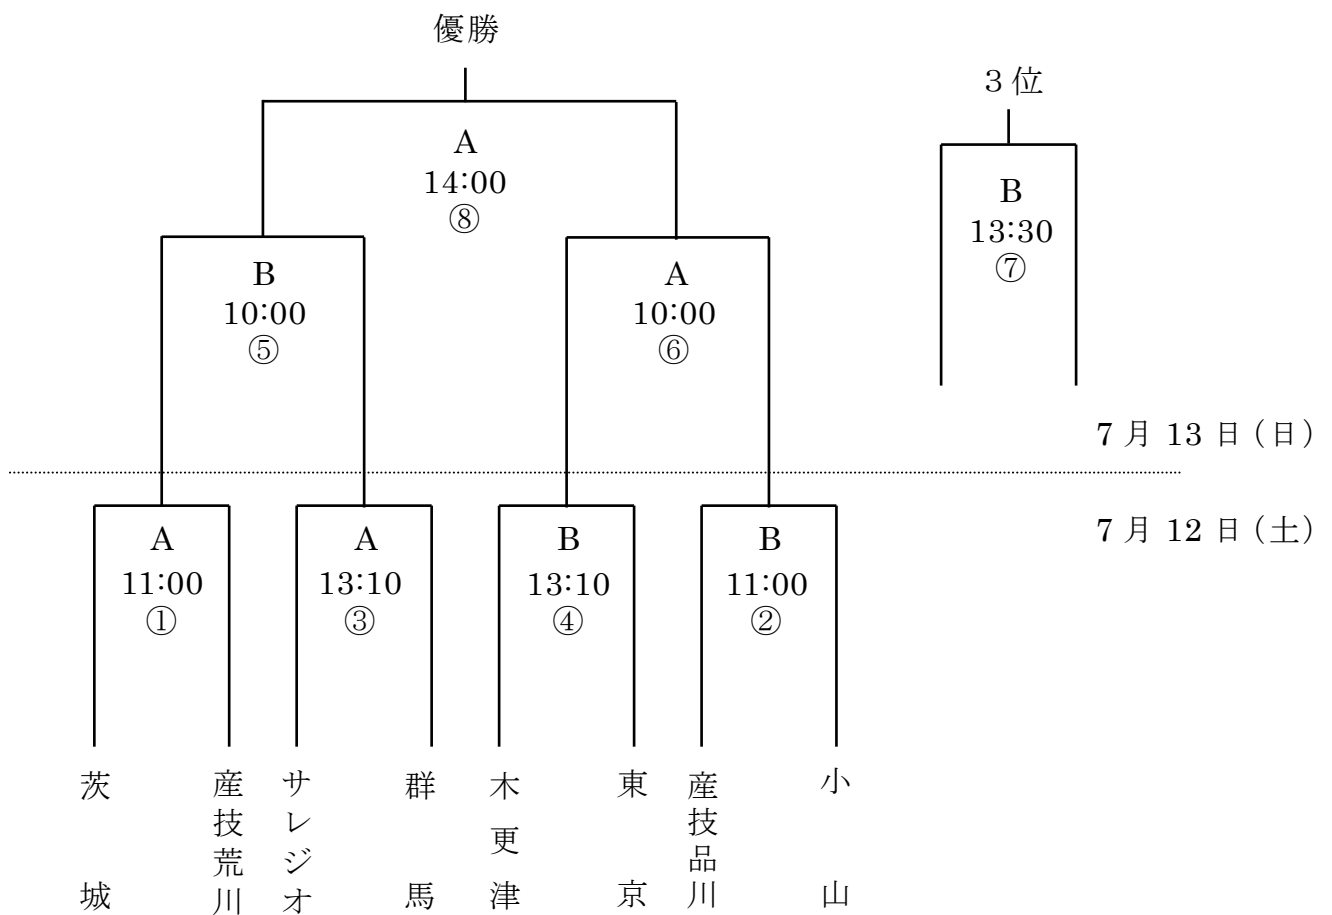 優勝
3位
A
14:00
⑧
B
13:30
⑦
B
10:00
⑤
A
10:00
⑥
7月13日(日)
7月12日(土)
A
11:00
①
A
13:10
③
B
13:10
④
B
11:00
②
茨城
産技荒川
サレジオ
群馬
木更津
東京
産技品川
小山